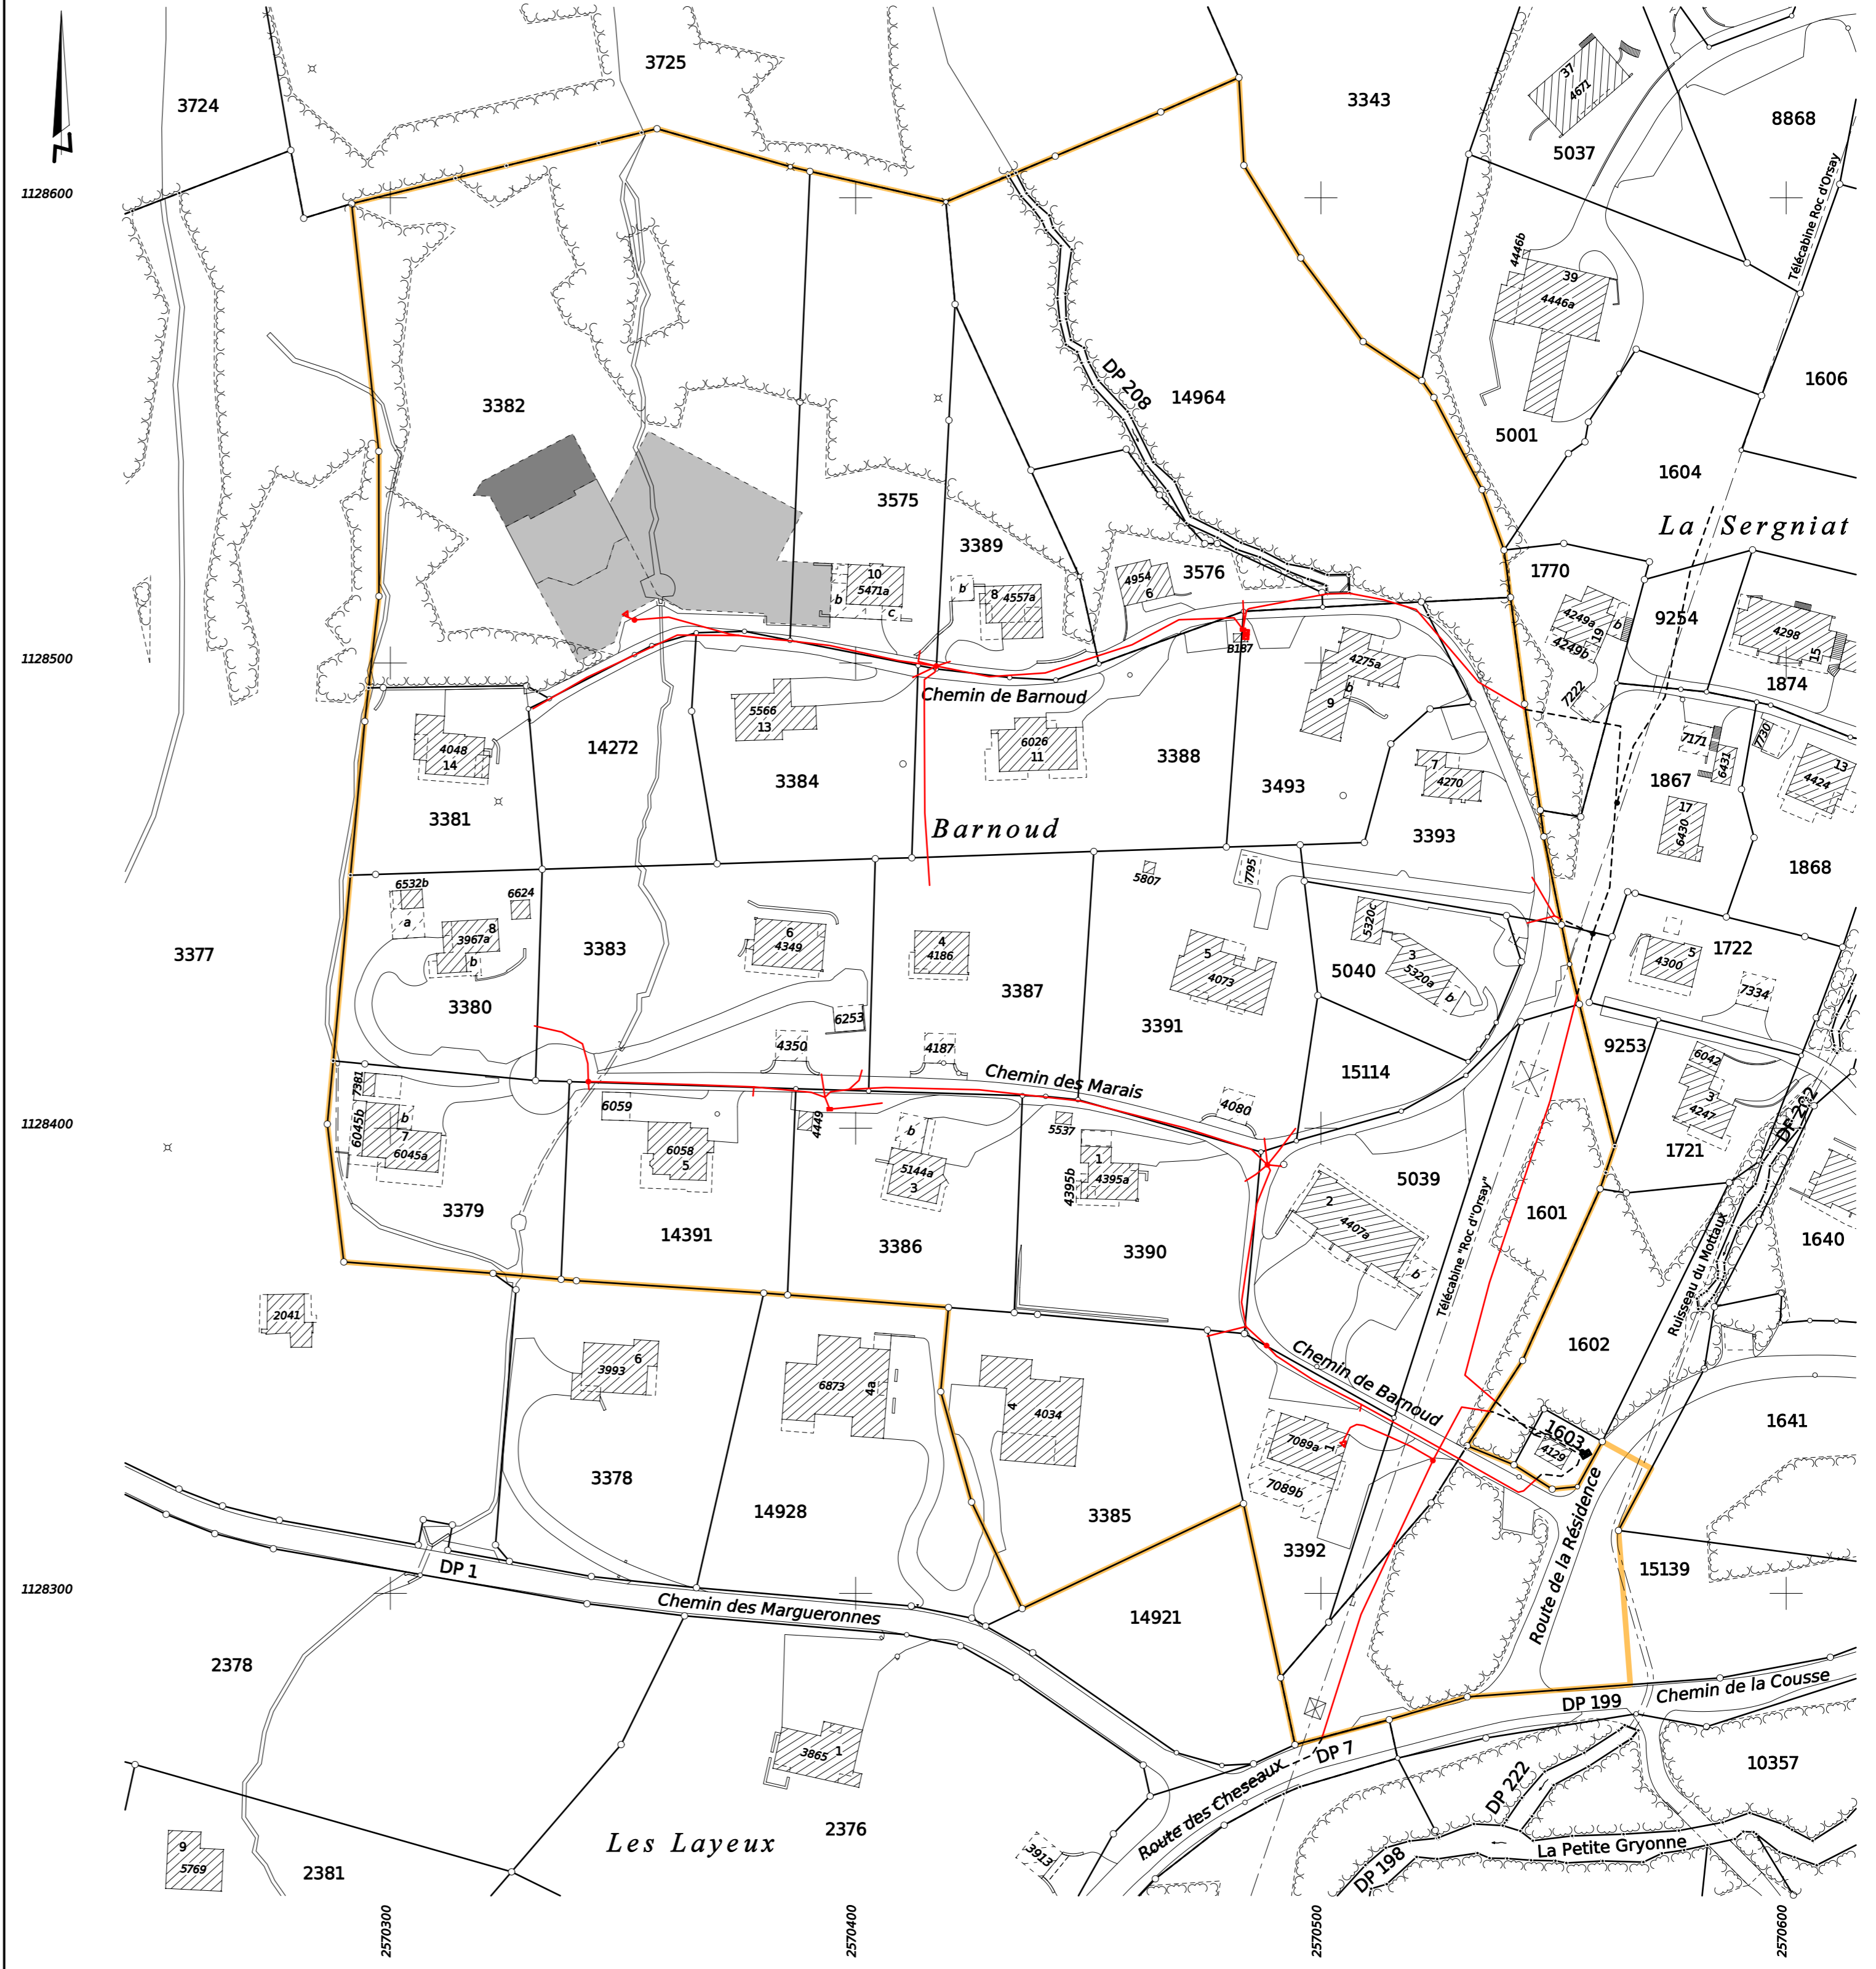 3725
3724
3343
37
4671
8868
5037
1128600
Télécabine Roc d'Orsay
4446b
39
4446a
3382
DP 208
14964
1606
5001
1604
3575
La Sergniat
3389
10
5471a
b
c
b
8
4557a
4954
6
3576
1770
4249a
b
19
4249b
9254
4298
15
1128500
Chemin de Barnoud
B187
4275a
b
9
7222
1874
5566
13
14272
4048
14
3384
6026
11
3388
3493
7
4270
7171
6431
7730
13
4424
1867
17
6430
3381
Barnoud
3393
1868
6532b
a
6624
5807
7795
3967a
8
b
3383
6
4349
4
4186
5
4073
5320c
3
5320a
b
5040
4300
5
1722
7334
3377
3380
3387
3391
6253
4350
4187
Chemin des Marais
15114
9253
6042
3
4247
DP 202
7381
6045b
b
7
6045a
6059
4449
b
5537
4080
1128400
6058
5
5144a
3
1
4395b
4395a
5039
2
4407a
b
1721
3379
14391
3386
3390
1601
1640
Télécabine "Roc d"Orsay"
Ruisseau du Mottaux
2041
3993
6
6873
4a
4
4034
Chemin de Barnoud
1602
1603
4129
1641
7089a
1
7089b
3378
14928
3385
3392
Route de la Résidence
15139
1128300
DP 1
Chemin des Margueronnes
14921
2378
Chemin de la Cousse
DP 199
DP 7
3865
1
Route des Cheseaux
DP 222
10357
2376
Les Layeux
La Petite Gryonne
DP 198
3913
9
5769
2381
2570300
2570400
2570500
2570600